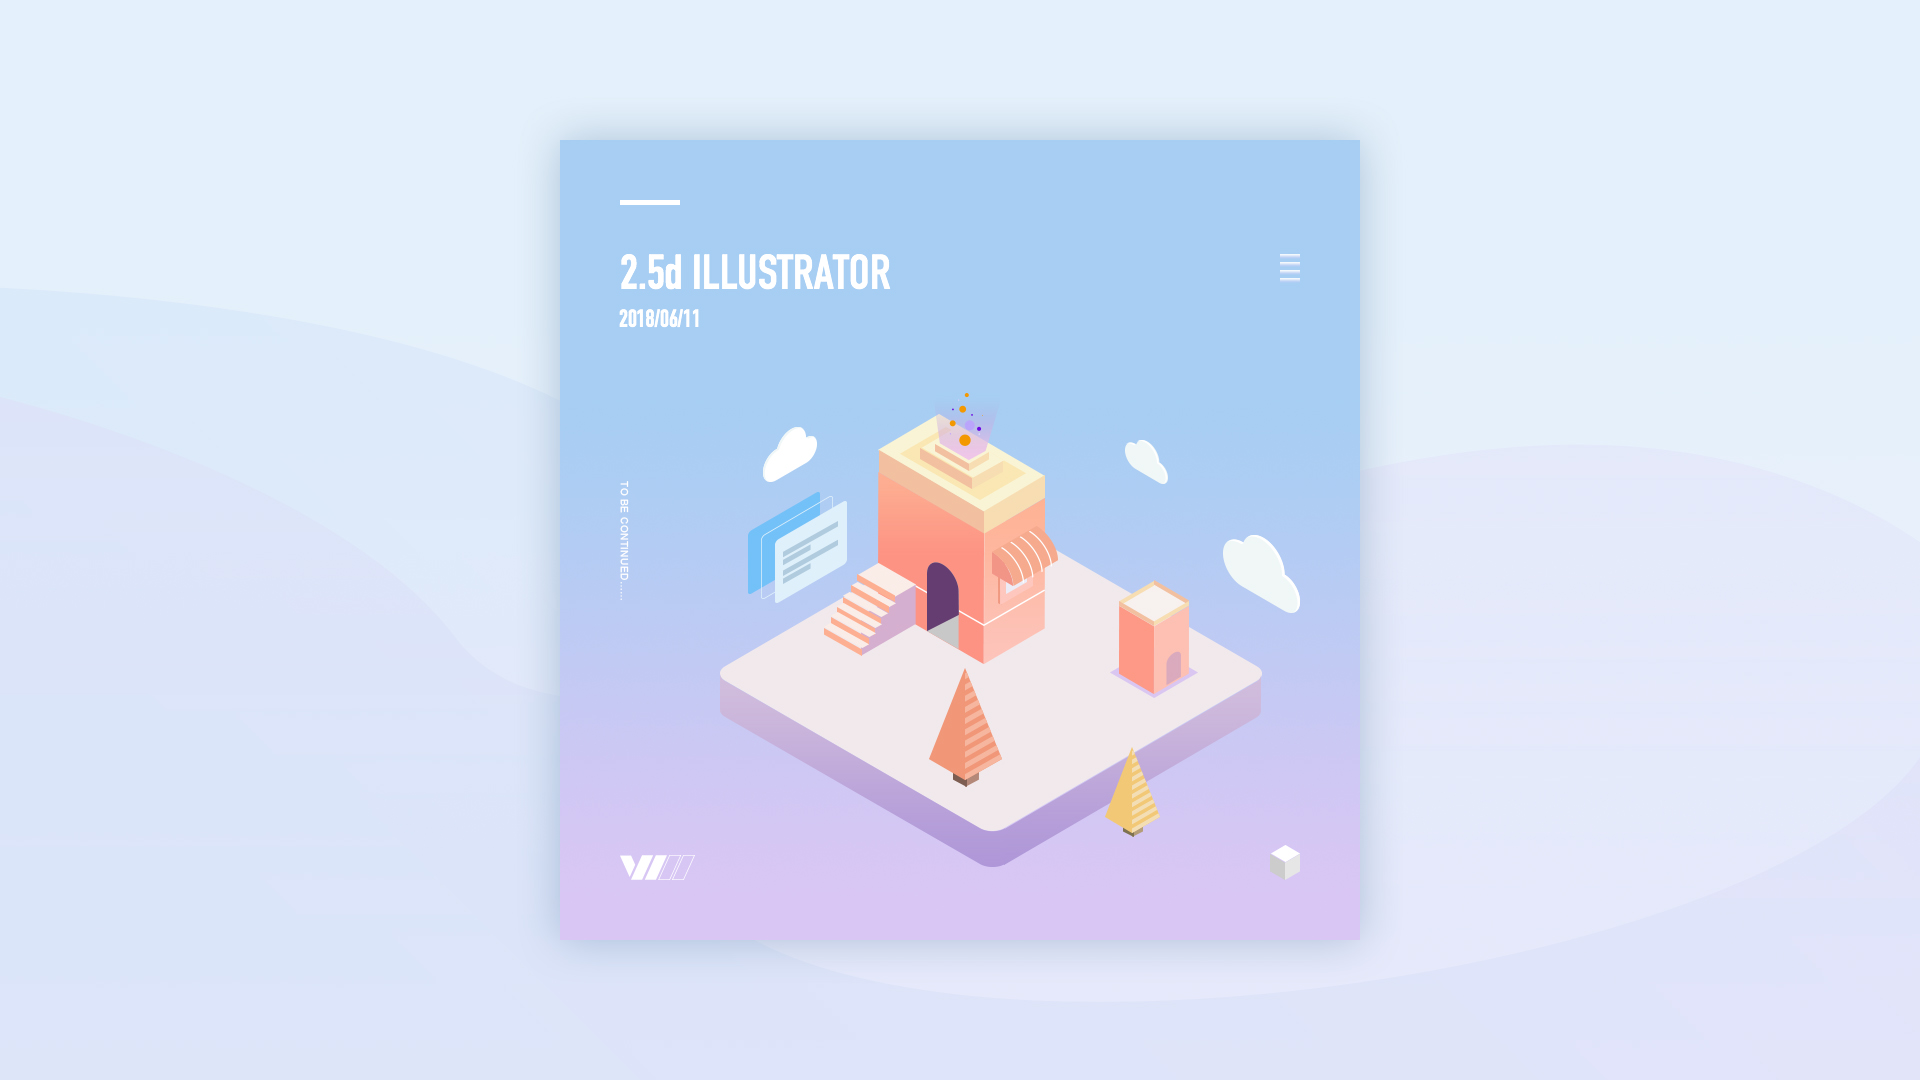 2.5d ILLUSTRATOR
2018/06/11
TO BE CONTINUED......